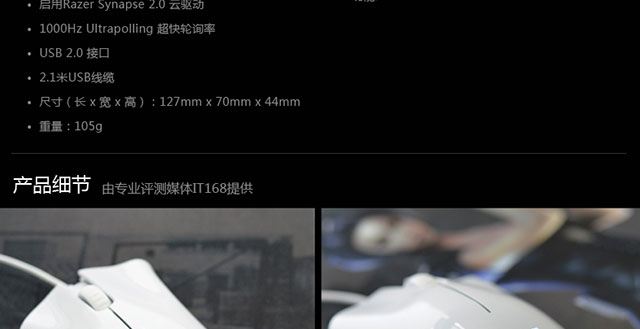 启用Razer Synapse 2.0 云驱动
1000Hz Ultrapolling 超快轮询率
USB 2.0 接口
2.1米USB线缆
尺寸 ( 长 x 宽 x 高 ) : 127mm x 70mm x 44mm
重量 : 105g
产品细节 由专业评测媒体IT168提供